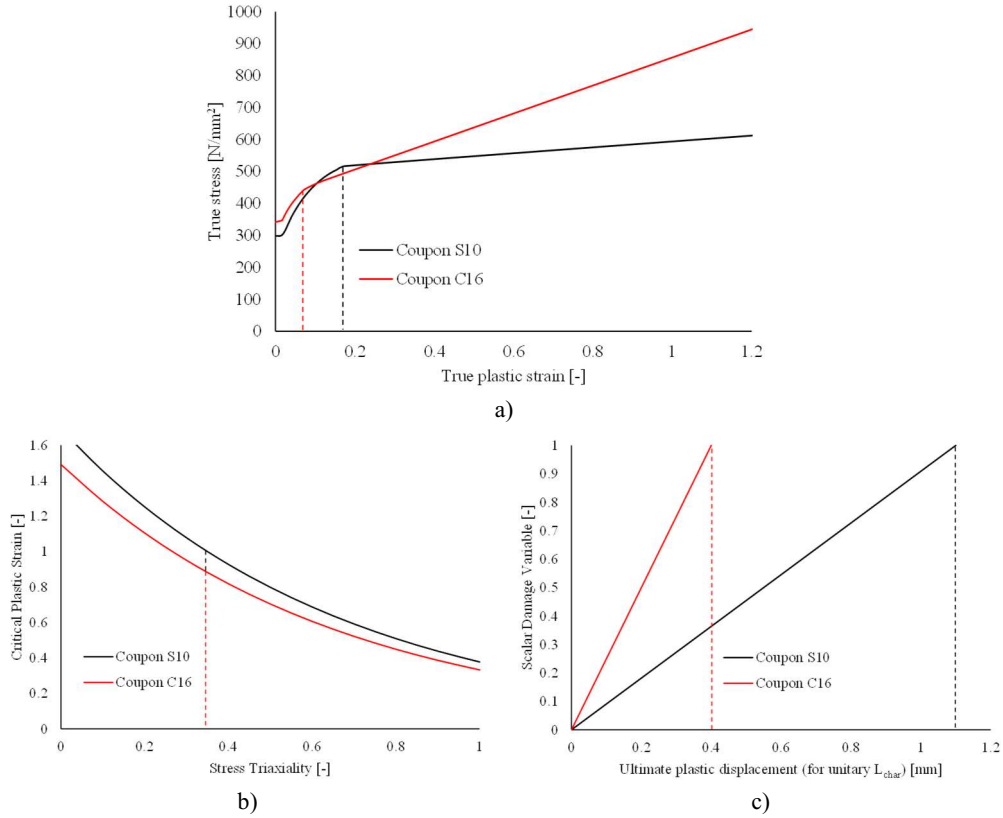 1000
900
800
700
600
500
400
300
200
100
0
True stress [N/mm²]
Coupon S10
Coupon C16
0 0.2 0.4 0.6 0.8 1 1.2
True plastic strain [-]
a)
1.6
1.4
1.2
1
0.8
0.6
0.4
0.2
0
Critical Plastic Strain [-]
Coupon S10
Coupon C16
0 0.2 0.4 0.6 0.8 1
Stress Triaxiality [-]
b)
1
0.9
0.8
0.7
0.6
0.5
0.4
0.3
0.2
0.1
0
Scalar Damage Variable [-]
Coupon S10
Coupon C16
0 0.2 0.4 0.6 0.8 1 1.2
Ultimate plastic displacement (for unitary Lchar) [mm]
c)